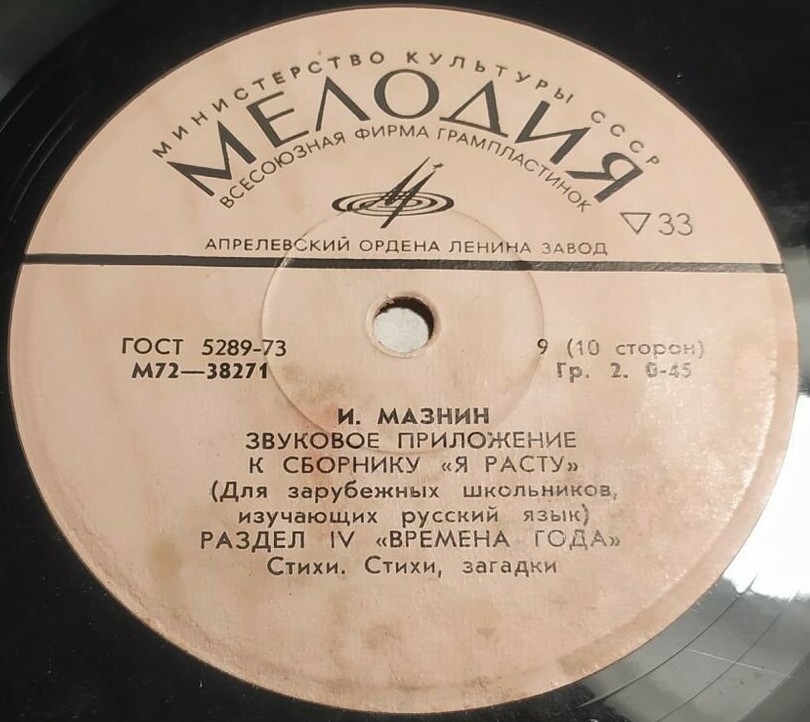 МИНИСТЕРСТВО КУЛЬТУРЫ СССР
МЕЛОДИЯ
ВСЕСОЮЗНАЯ ФИРМА ГРАМПЛАСТИНОК
▽33
АПРЕЛЕВСКИЙ ОРДЕНА ЛЕНИНА ЗАВОД
ГОСТ 5289-73
М72—38271
9 (10 сторон)
Гр. 2. 0-45
И. МАЗНИН
ЗВУКОВОЕ ПРИЛОЖЕНИЕ
К СБОРНИКУ «Я РАСТУ»
(Для зарубежных школьников,
изучающих русский язык)
РАЗДЕЛ IV «ВРЕМЕНА ГОДА»
Стихи. Стихи, загадки